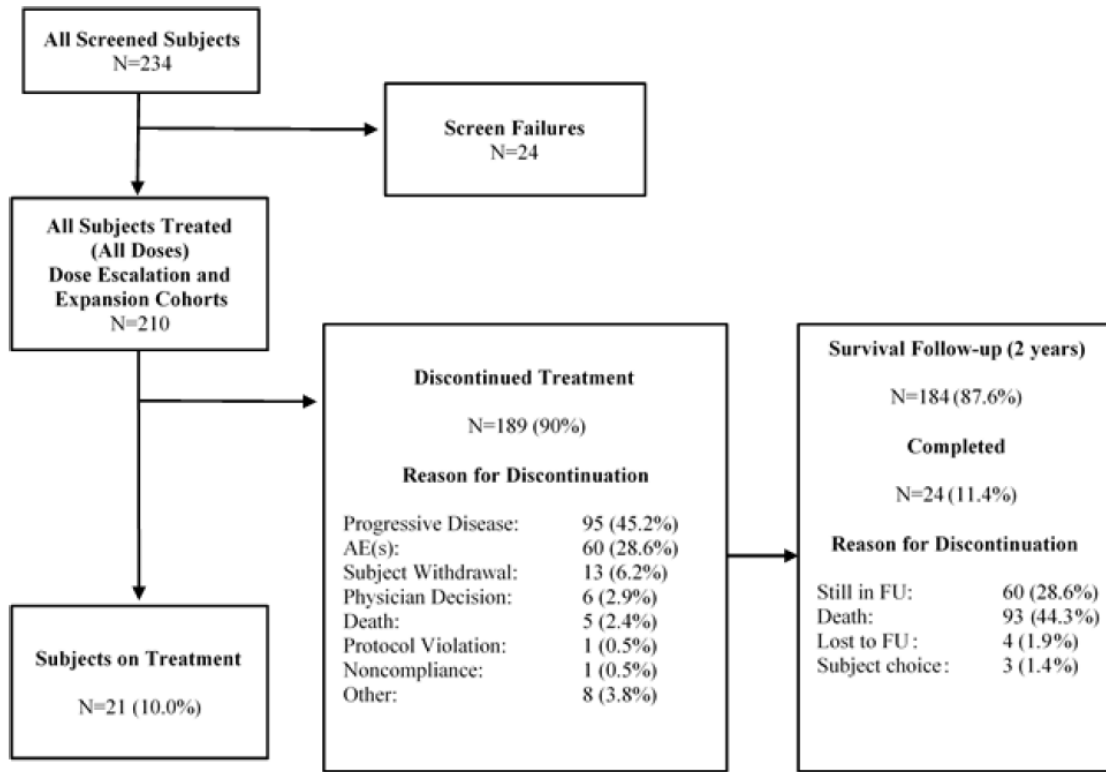 All Screened Subjects
N=234
Screen Failures
N=24
All Subjects Treated
(All Doses)
Dose Escalation and
Expansion Cohorts
N=210
Subjects on Treatment
N=21 (10.0%)
Discontinued Treatment
N=189 (90%)
Reason for Discontinuation
Progressive Disease: 95 (45.2%)
AE(s): 60 (28.6%)
Subject Withdrawal: 13 (6.2%)
Physician Decision: 6 (2.9%)
Death: 5 (2.4%)
Protocol Violation: 1 (0.5%)
Noncompliance: 1 (0.5%)
Other: 8 (3.8%)
Survival Follow-up (2 years)
N=184 (87.6%)
Completed
N=24 (11.4%)
Reason for Discontinuation
Still in FU: 60 (28.6%)
Death: 93 (44.3%)
Lost to FU : 4 (1.9%)
Subject choice: 3 (1.4%)